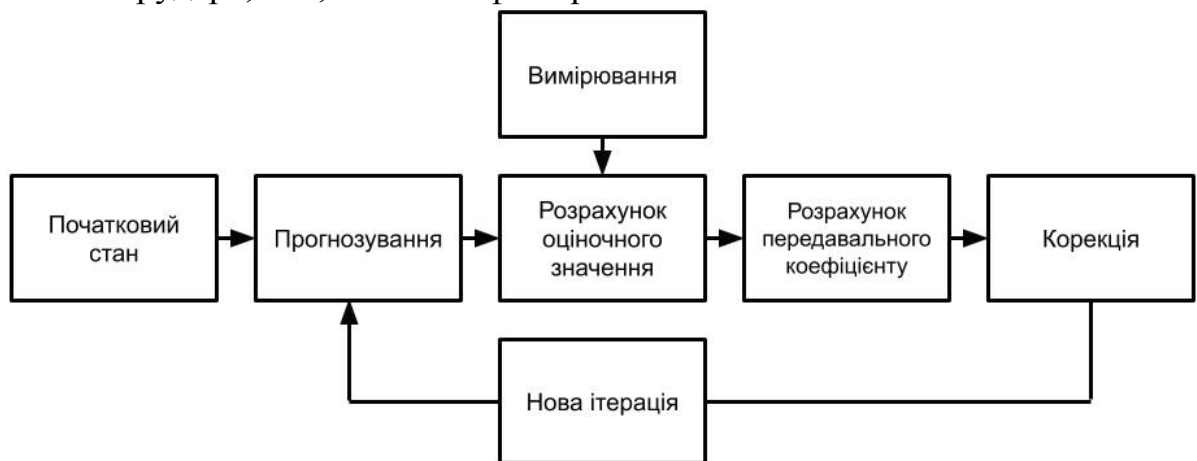 Вимірювання
Початковий
стан
Прогнозування
Розрахунок
оціночного
значення
Розрахунок
передавального
коефіцієнту
Корекція
Нова ітерація